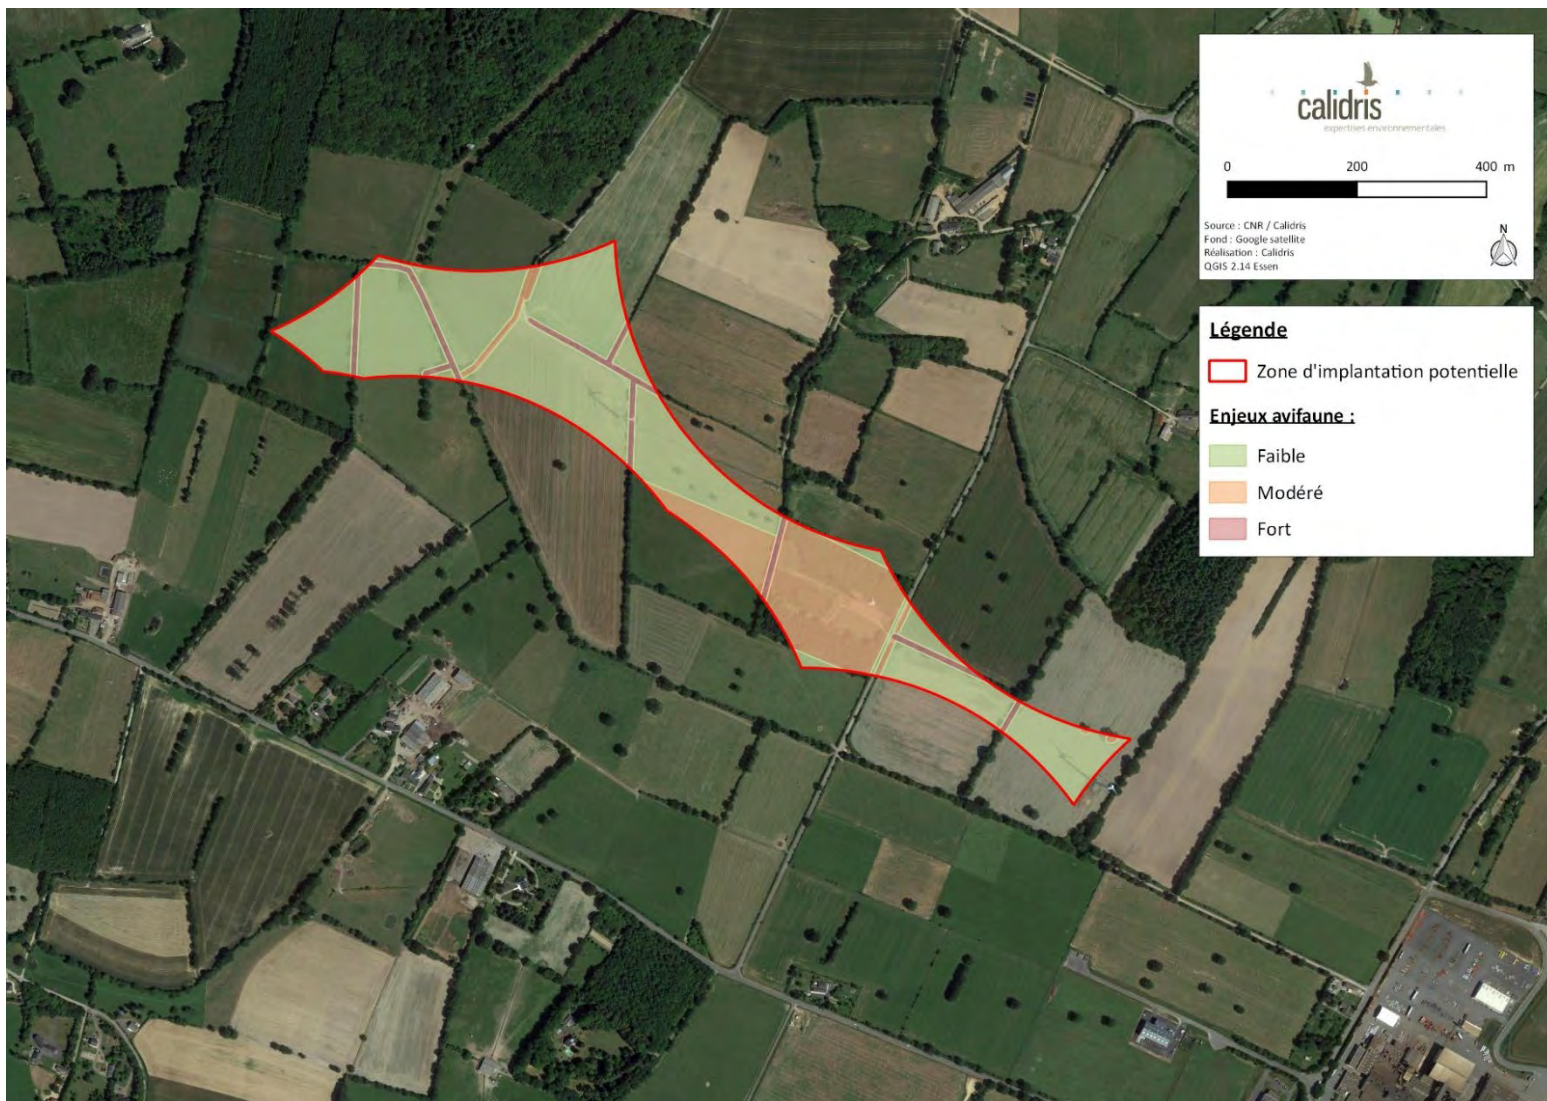 calidris
expertises environnementales
0 200 400 m
Source : CNR / Calidris
Fond : Google satellite
Réalisation : Calidris
QGIS 2.14 Essen
N
Légende
Zone d'implantation potentielle
Enjeux avifaune :
Faible
Modéré
Fort